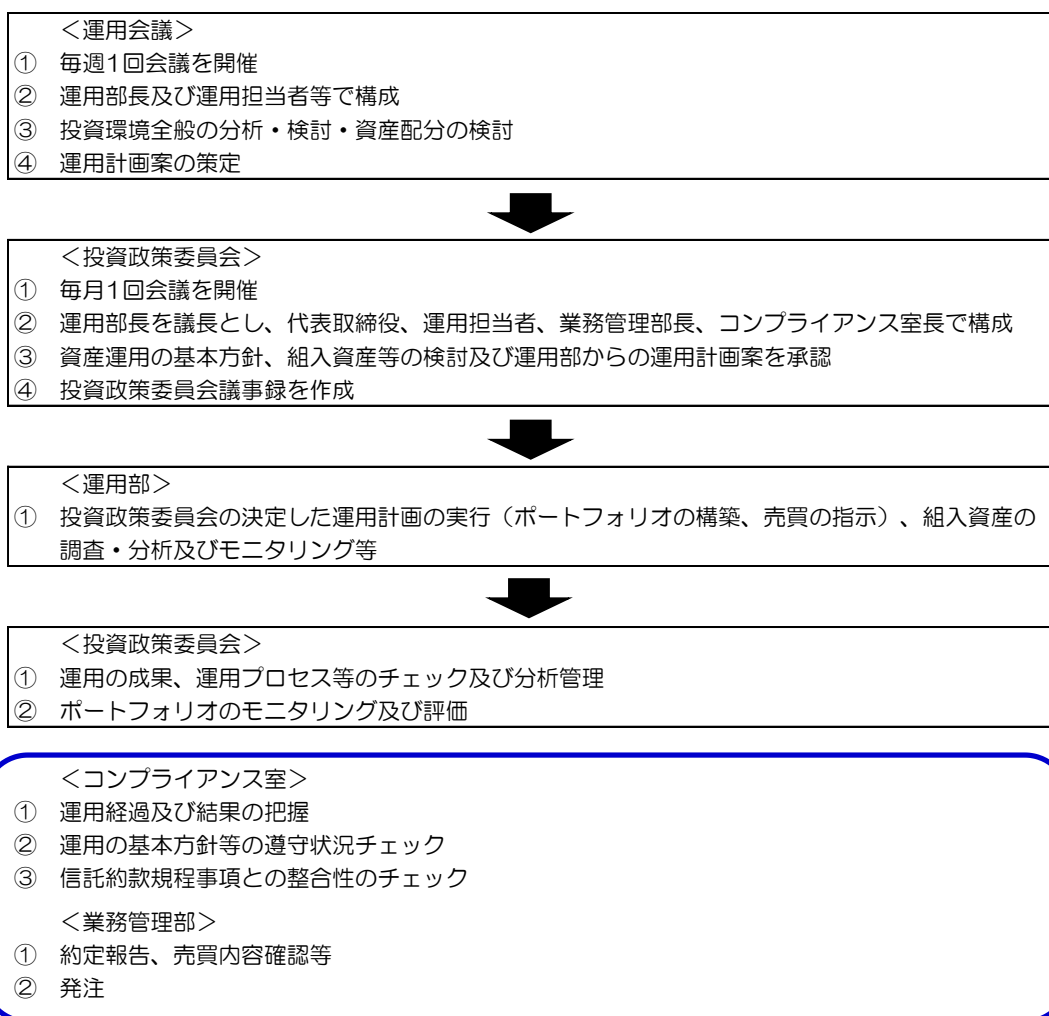 ＜運用会議＞
① 毎週1回会議を開催
② 運用部長及び運用担当者等で構成
③ 投資環境全般の分析・検討・資産配分の検討
④ 運用計画案の策定
＜投資政策委員会＞
① 毎月1回会議を開催
② 運用部長を議長とし、代表取締役、運用担当者、業務管理部長、コンプライアンス室長で構成
③ 資産運用の基本方針、組入資産等の検討及び運用部からの運用計画案を承認
④ 投資政策委員会議事録を作成
＜運用部＞
① 投資政策委員会の決定した運用計画の実行（ポートフォリオの構築、売買の指示）、組入資産の
調査・分析及びモニタリング等
＜投資政策委員会＞
① 運用の成果、運用プロセス等のチェック及び分析管理
② ポートフォリオのモニタリング及び評価
＜コンプライアンス室＞
① 運用経過及び結果の把握
② 運用の基本方針等の遵守状況チェック
③ 信託約款規程事項との整合性のチェック
＜業務管理部＞
① 約定報告、売買内容確認等
② 発注